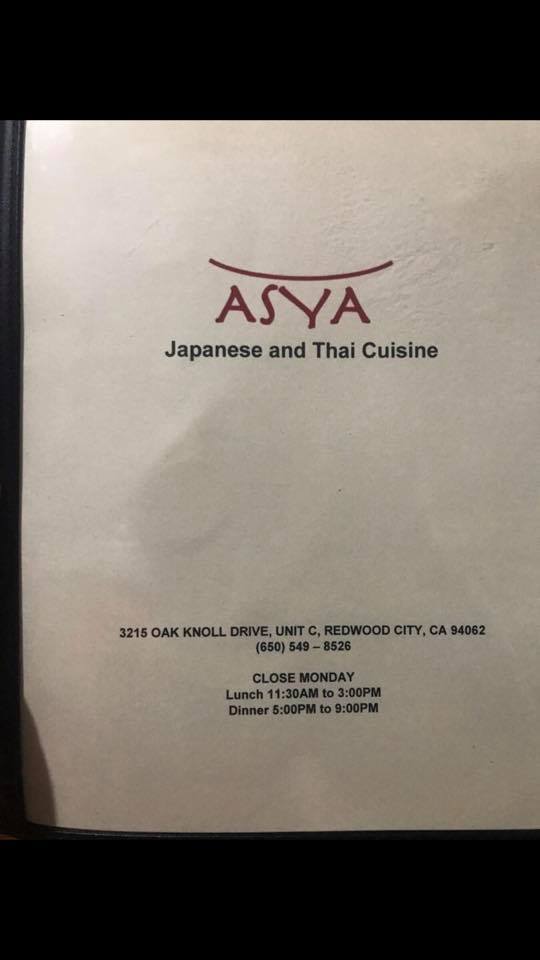 ASYA
Japanese and Thai Cuisine
3215 OAK KNOLL DRIVE, UNIT C, REDWOOD CITY, CA 94062
(650) 549 – 8526
CLOSE MONDAY
Lunch 11:30AM to 3:00PM
Dinner 5:00PM to 9:00PM